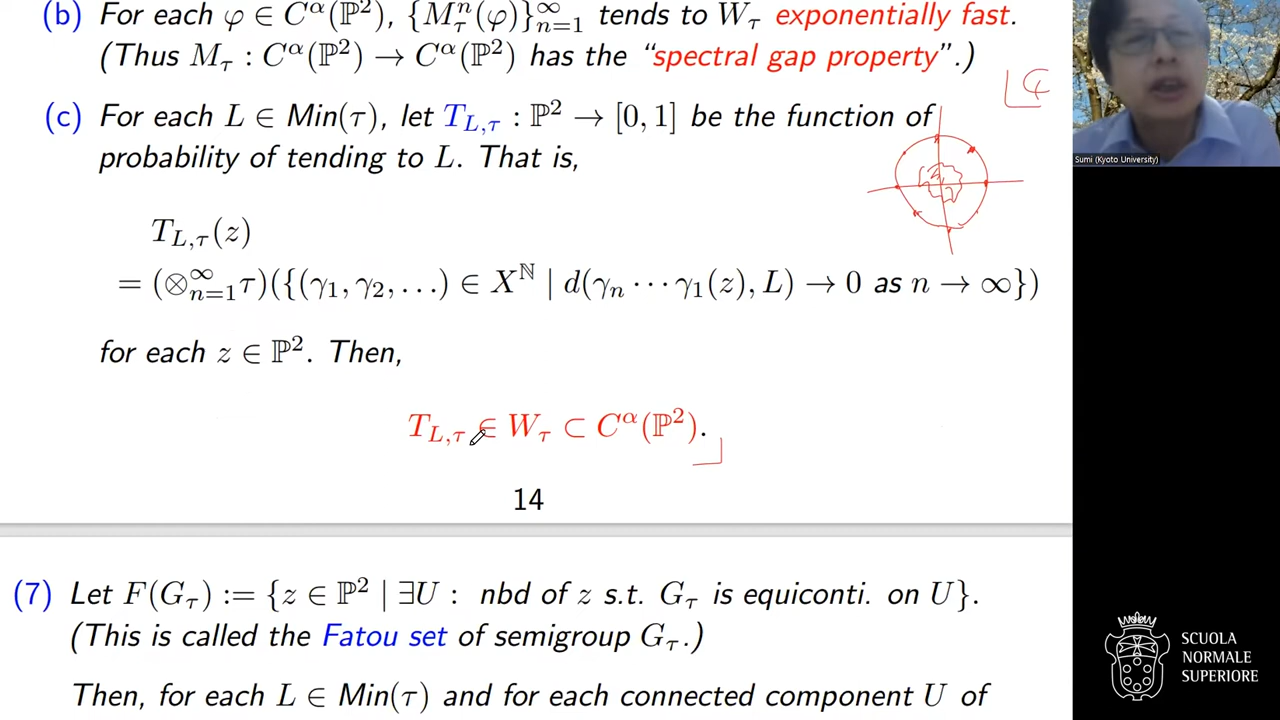 (b) For each φ ∈ C^α(ℙ²), {M_τ^n(φ)}_{n=1}^∞ tends to W_τ exponentially fast.
(Thus M_τ : C^α(ℙ²) → C^α(ℙ²) has the “spectral gap property”.)
(c) For each L ∈ Min(τ), let T_{L,τ} : ℙ² → [0, 1] be the function of
probability of tending to L. That is,
T_{L,τ}(z)
= (⊗_{n=1}^∞ τ)({(γ₁, γ₂, . . .) ∈ X^ℕ | d(γ_n ⋯ γ₁(z), L) → 0 as n → ∞})
for each z ∈ ℙ². Then,
T_{L,τ} ∈ W_τ ⊂ C^α(ℙ²).
14
(7) Let F(G_τ) := {z ∈ ℙ² | ∃U : nbd of z s.t. G_τ is equiconti. on U}.
(This is called the Fatou set of semigroup G_τ.)
Then, for each L ∈ Min(τ) and for each connected component U of
Sumi (Kyoto University)
SCUOLA
NORMALE
SUPERIORE